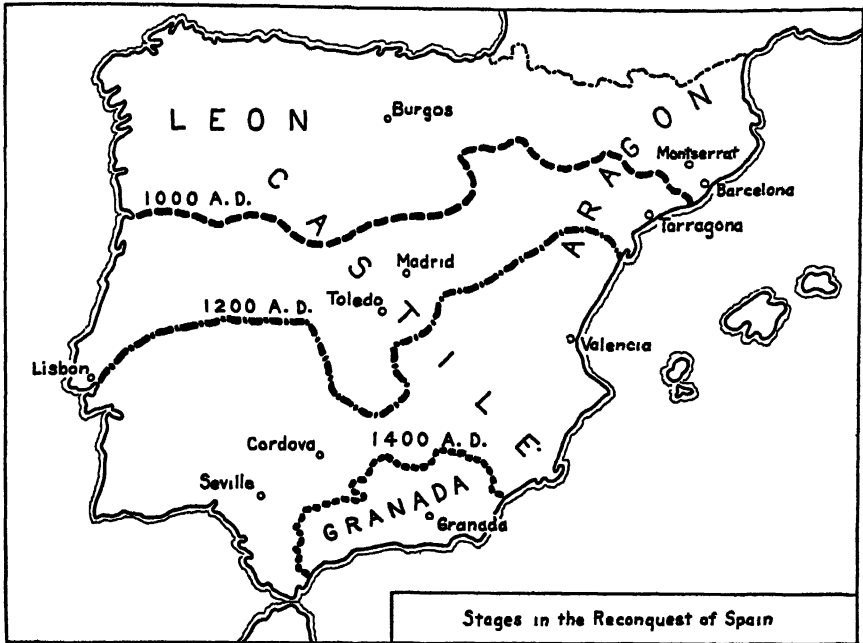 LEON
Burgos
ARAGON
Montserrat
Barcelona
Tarragona
1000 A.D.
CASTILE
Madrid
Toledo
1200 A.D.
Valencia
Lisbon
1400 A.D.
Cordova
Seville
GRANADA
Granada
Stages in the Reconquest of Spain